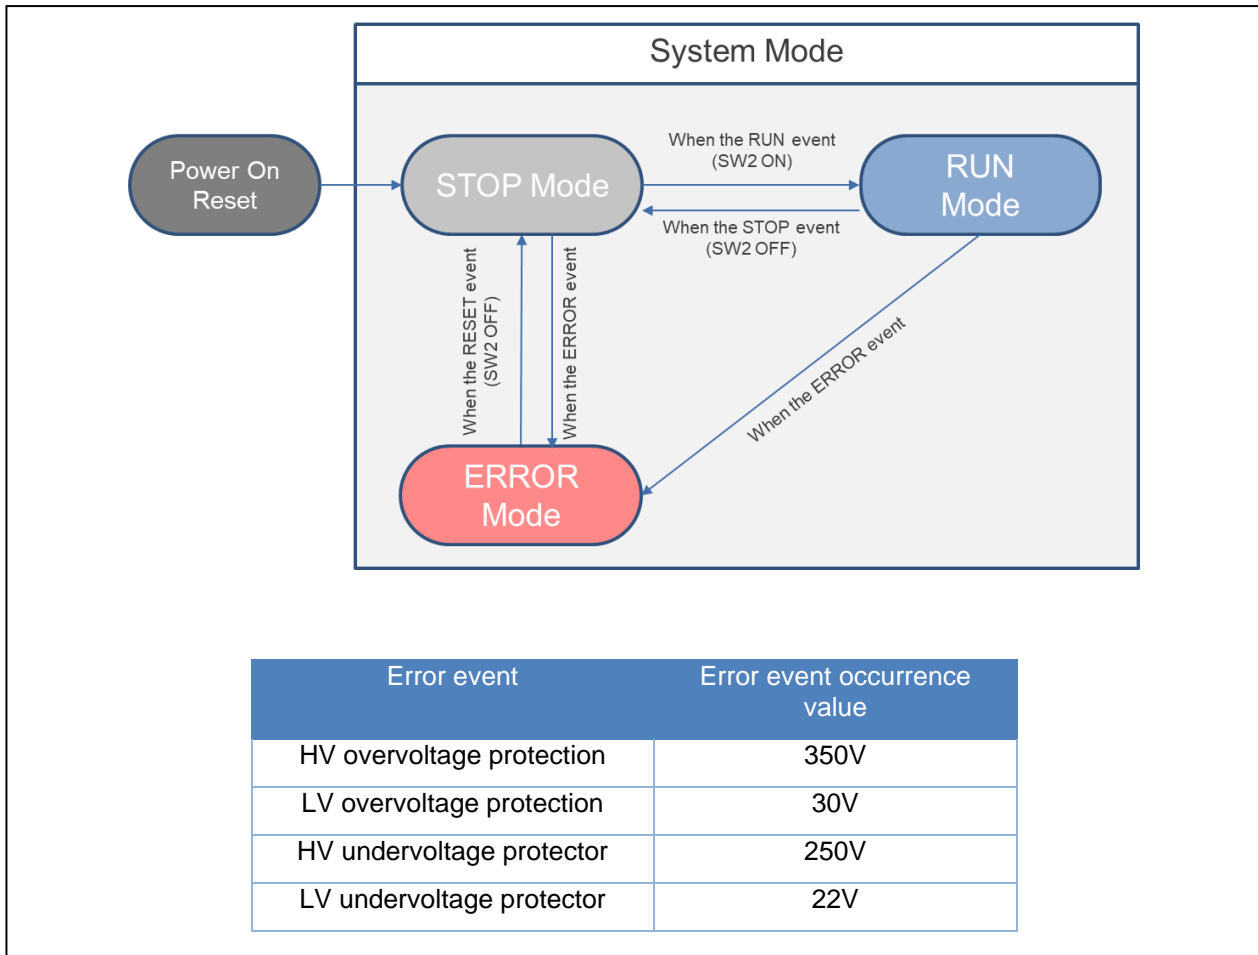 System Mode
Power On
Reset
STOP Mode
When the RUN event
(SW2 ON)
RUN
Mode
When the STOP event
(SW2 OFF)
When the RESET event
(SW2 OFF)
When the ERROR event
When the ERROR event
ERROR
Mode
Error event
Error event occurrence
value
HV overvoltage protection
350V
LV overvoltage protection
30V
HV undervoltage protector
250V
LV undervoltage protector
22V